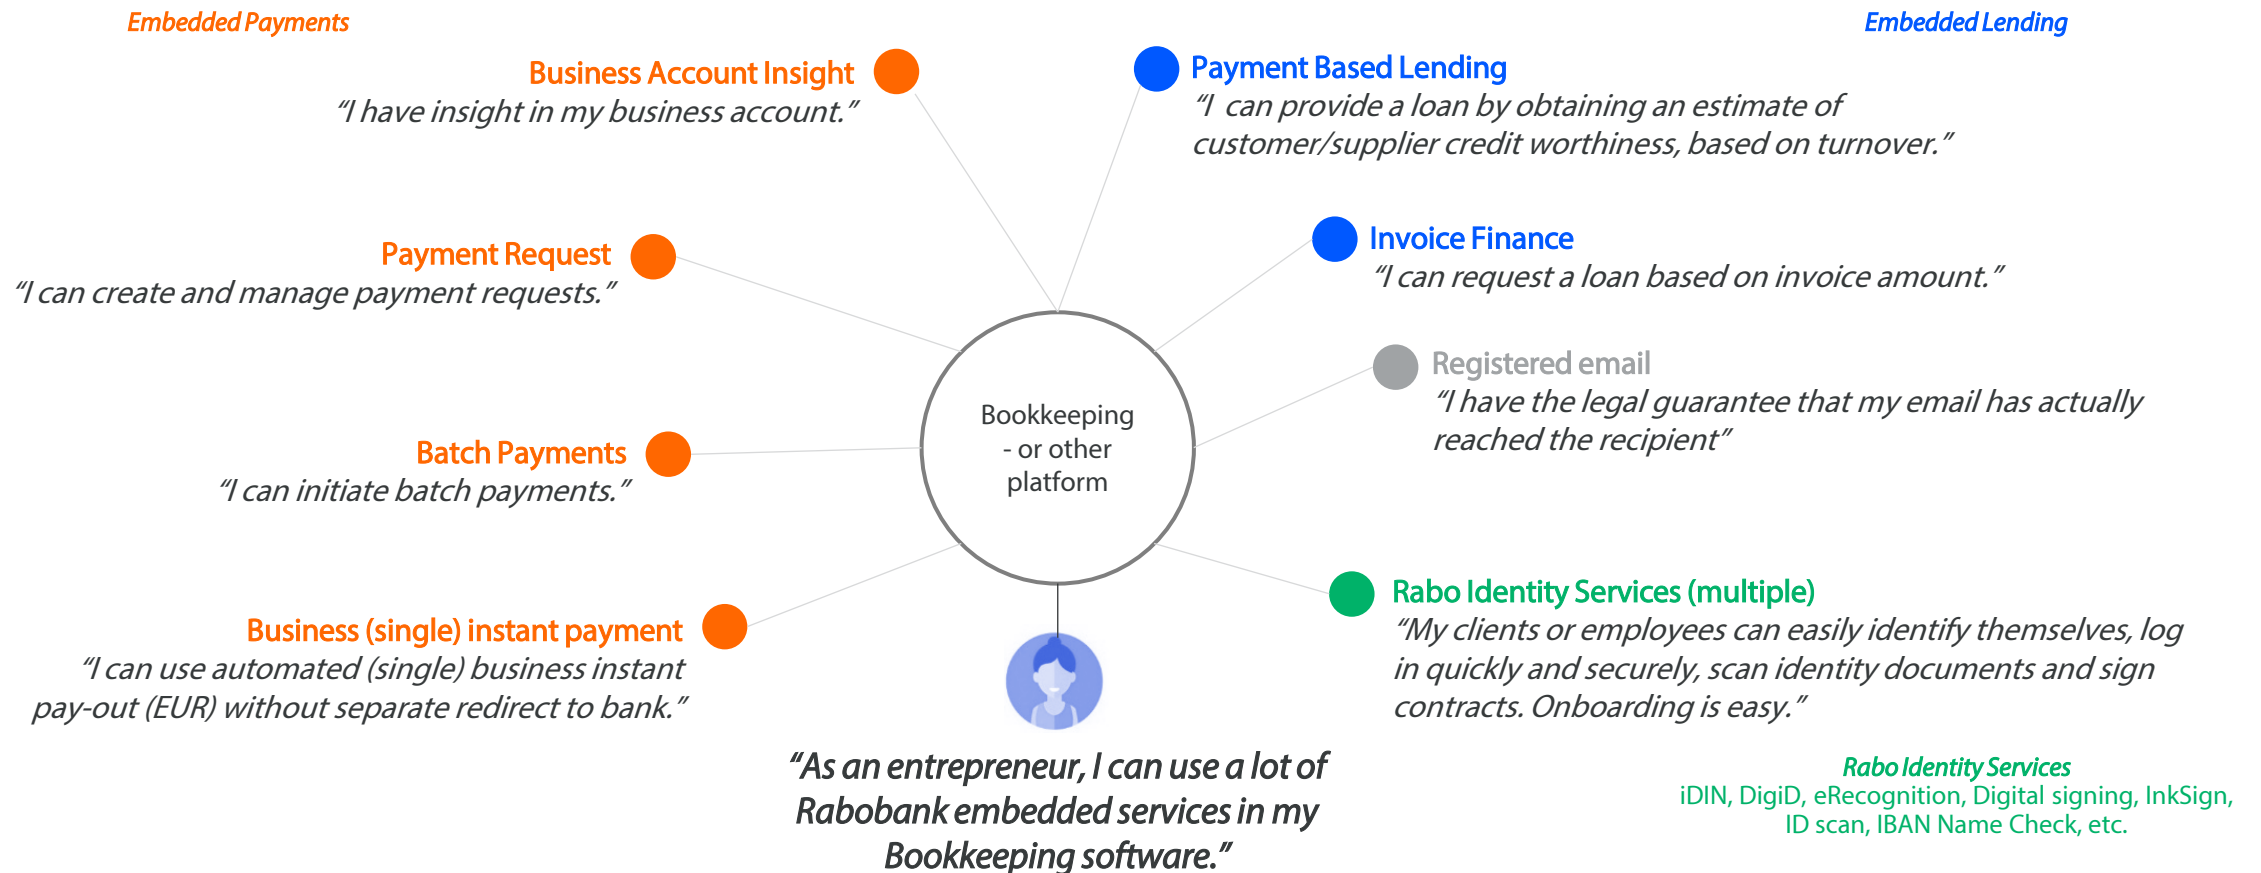 Embedded Payments
Embedded Lending
Business Account Insight
“I have insight in my business account.”
Payment Based Lending
“I  can provide a loan by obtaining an estimate of
customer/supplier credit worthiness, based on turnover.”
Payment Request
“I can create and manage payment requests.”
Invoice Finance
“I can request a loan based on invoice amount.”
Registered email
“I have the legal guarantee that my email has actually
reached the recipient”
Bookkeeping
- or other
platform
Batch Payments
“I can initiate batch payments.”
Business (single) instant payment
“I can use automated (single) business instant
pay-out (EUR) without separate redirect to bank.”
Rabo Identity Services (multiple)
“My clients or employees can easily identify themselves, log
in quickly and securely, scan identity documents and sign
contracts. Onboarding is easy.”
“As an entrepreneur, I can use a lot of
Rabobank embedded services in my
Bookkeeping software.”
Rabo Identity Services
iDIN, DigiD, eRecognition, Digital signing, InkSign,
ID scan, IBAN Name Check, etc.